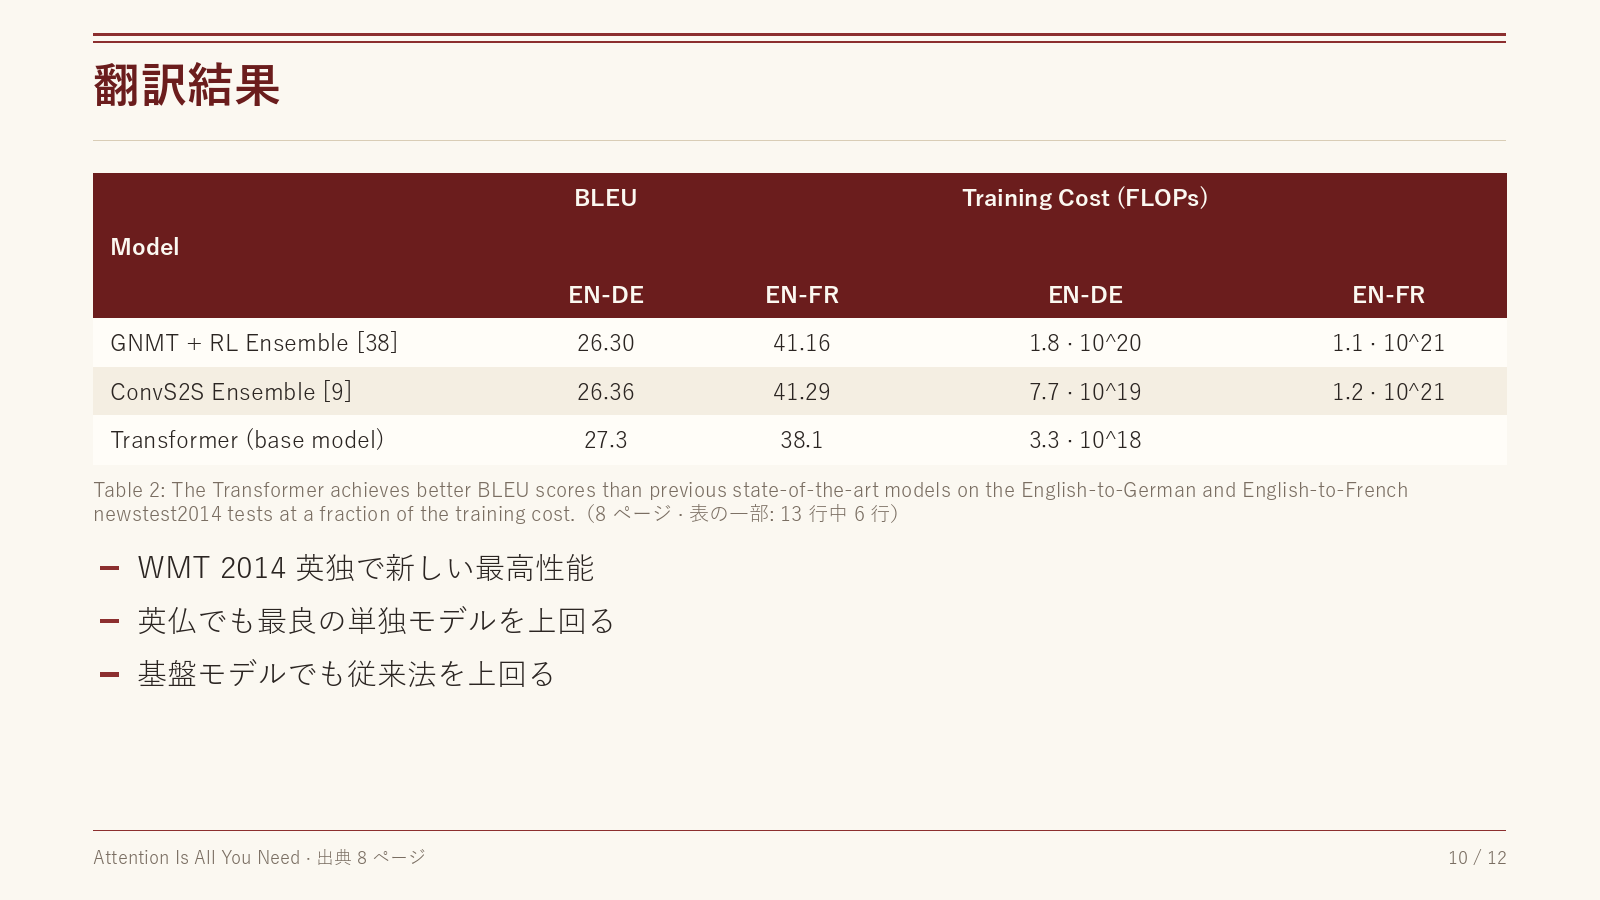 翻訳結果
BLEU Training Cost (FLOPs)
Model
EN-DE EN-FR EN-DE EN-FR
GNMT + RL Ensemble [38] 26.30 41.16 1.8 · 10^20 1.1 · 10^21
ConvS2S Ensemble [9] 26.36 41.29 7.7 · 10^19 1.2 · 10^21
Transformer (base model) 27.3 38.1 3.3 · 10^18
Table 2: The Transformer achieves better BLEU scores than previous state-of-the-art models on the English-to-German and English-to-French
newstest2014 tests at a fraction of the training cost.（8 ページ · 表の一部: 13 行中 6 行）
WMT 2014 英独で新しい最高性能
英仏でも最良の単独モデルを上回る
基盤モデルでも従来法を上回る
Attention Is All You Need · 出典 8 ページ
10 / 12